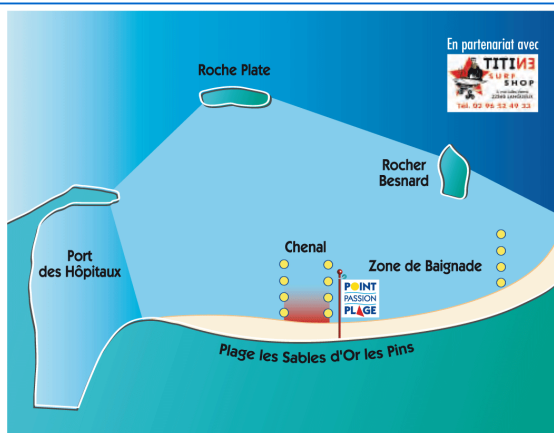 En partenariat avec
TITINE
SURF
SHOP
Tél. 02 96 52 49 33
Roche Plate
Rocher
Besnard
Port
des Hôpitaux
Chenal
Zone de Baignade
POINT
PASSION
PLAGE
Plage les Sables d'Or les Pins